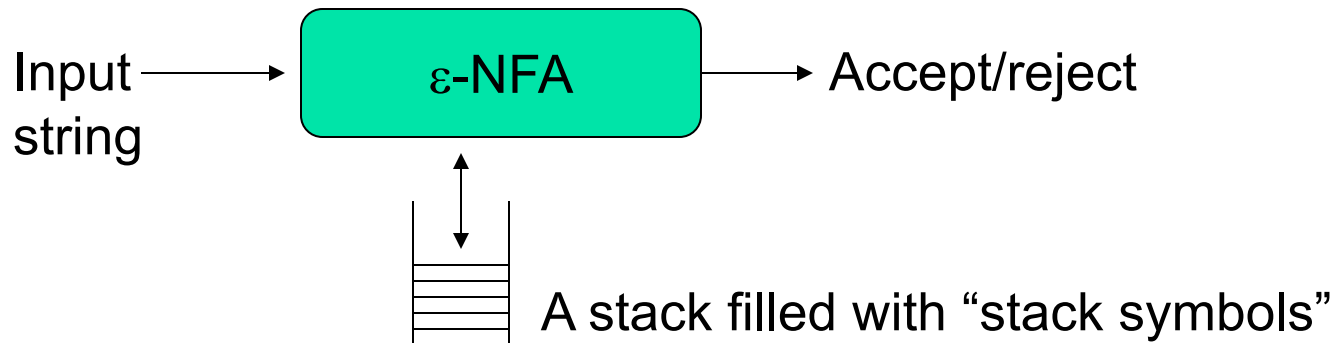 Input
string
ε-NFA
Accept/reject
A stack filled with “stack symbols”